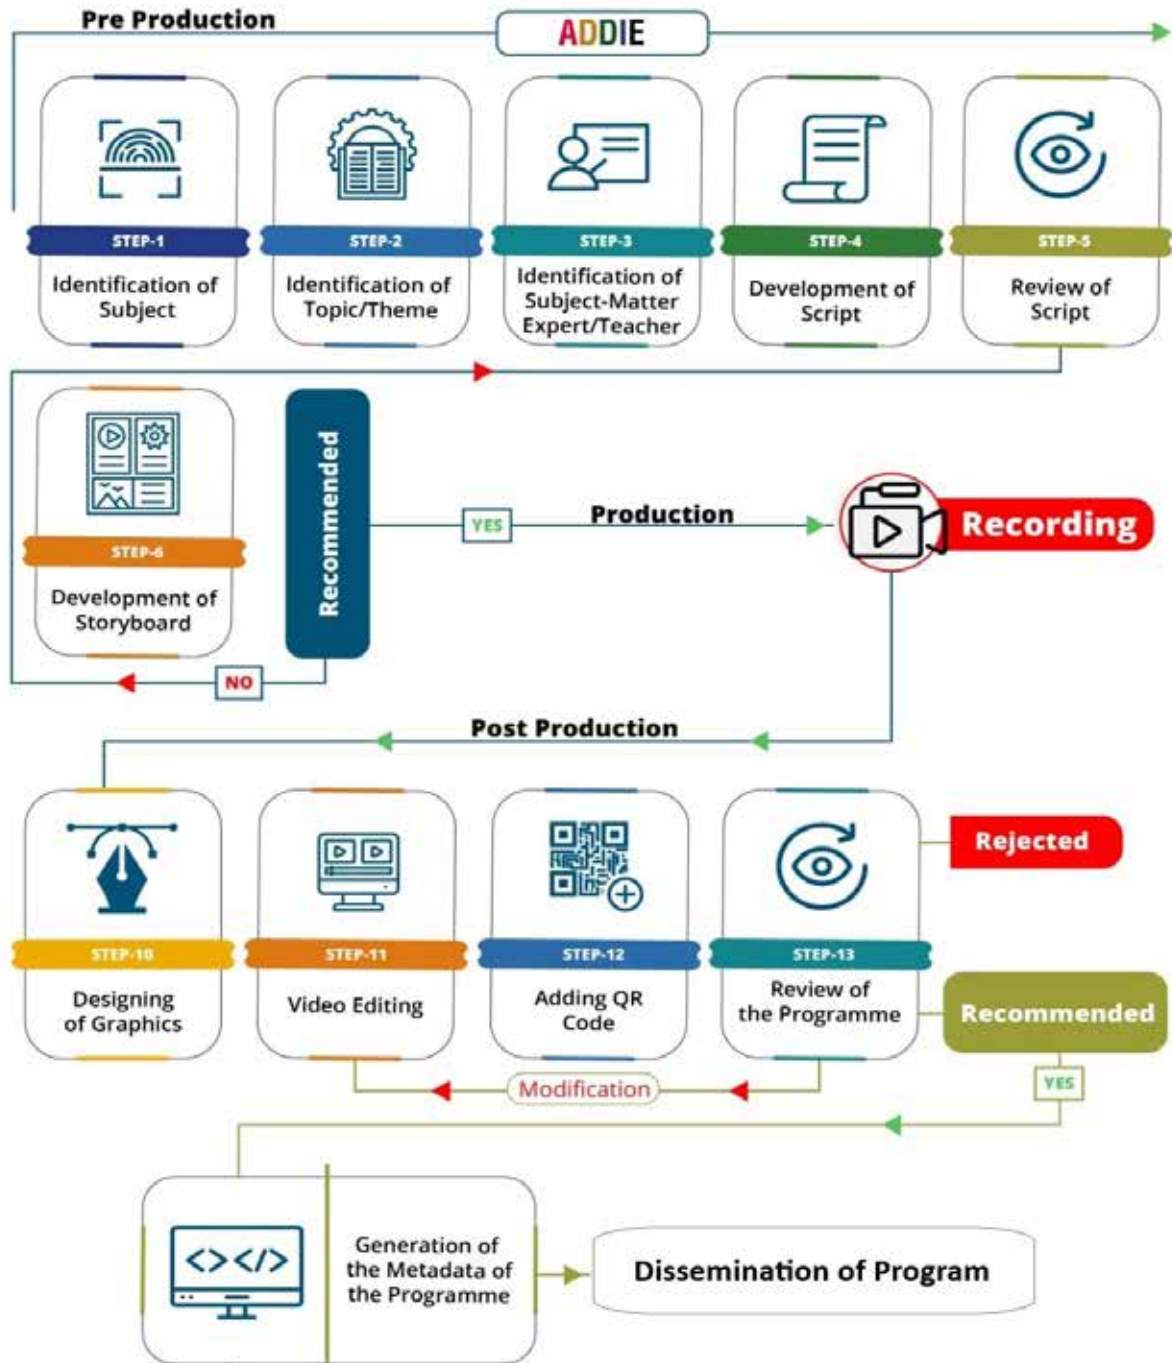 Pre Production
ADDIE
STEP-1
Identification of
Subject
STEP-2
Identification of
Topic/Theme
STEP-3
Identification of
Subject-Matter
Expert/Teacher
STEP-4
Development of
Script
STEP-5
Review of
Script
STEP-6
Development of
Storyboard
Recommended
YES
Production
Recording
NO
Post Production
STEP-10
Designing
of Graphics
STEP-11
Video Editing
STEP-12
Adding QR
Code
STEP-13
Review of
the Programme
Rejected
Recommended
Modification
YES
Generation of
the Metadata of
the Programme
Dissemination of Program